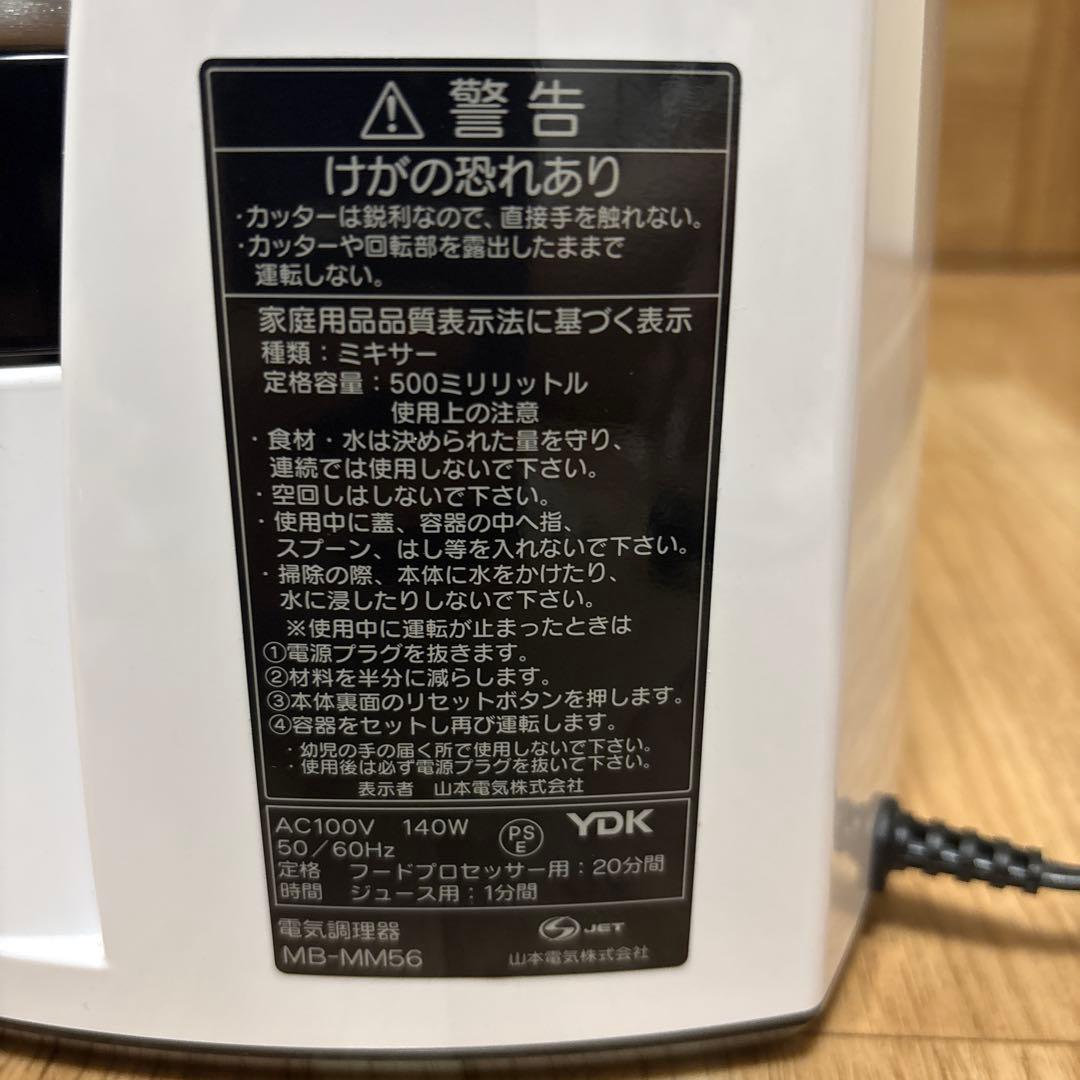 警告
けがの恐れあり
・カッターは鋭利なので、直接手を触れない。
・カッターや回転部を露出したままで
運転しない。
家庭用品品質表示法に基づく表示
種類：ミキサー
定格容量：500ミリリットル
使用上の注意
・食材・水は決められた量を守り、
連続では使用しないで下さい。
・空回しはしないで下さい。
・使用中に蓋、容器の中へ指、
スプーン、はし等を入れないで下さい。
・掃除の際、本体に水をかけたり、
水に浸したりしないで下さい。
※使用中に運転が止まったときは
①電源プラグを抜きます。
②材料を半分に減らします。
③本体裏面のリセットボタンを押します。
④容器をセットし再び運転します。
・幼児の手の届く所で使用しないで下さい。
・使用後は必ず電源プラグを抜いて下さい。
表示者 山本電気株式会社
AC100V 140W PSE YDK
50／60Hz
定格 フードプロセッサー用：20分間
時間 ジュース用：1分間
電気調理器 JET
MB-MM56 山本電気株式会社